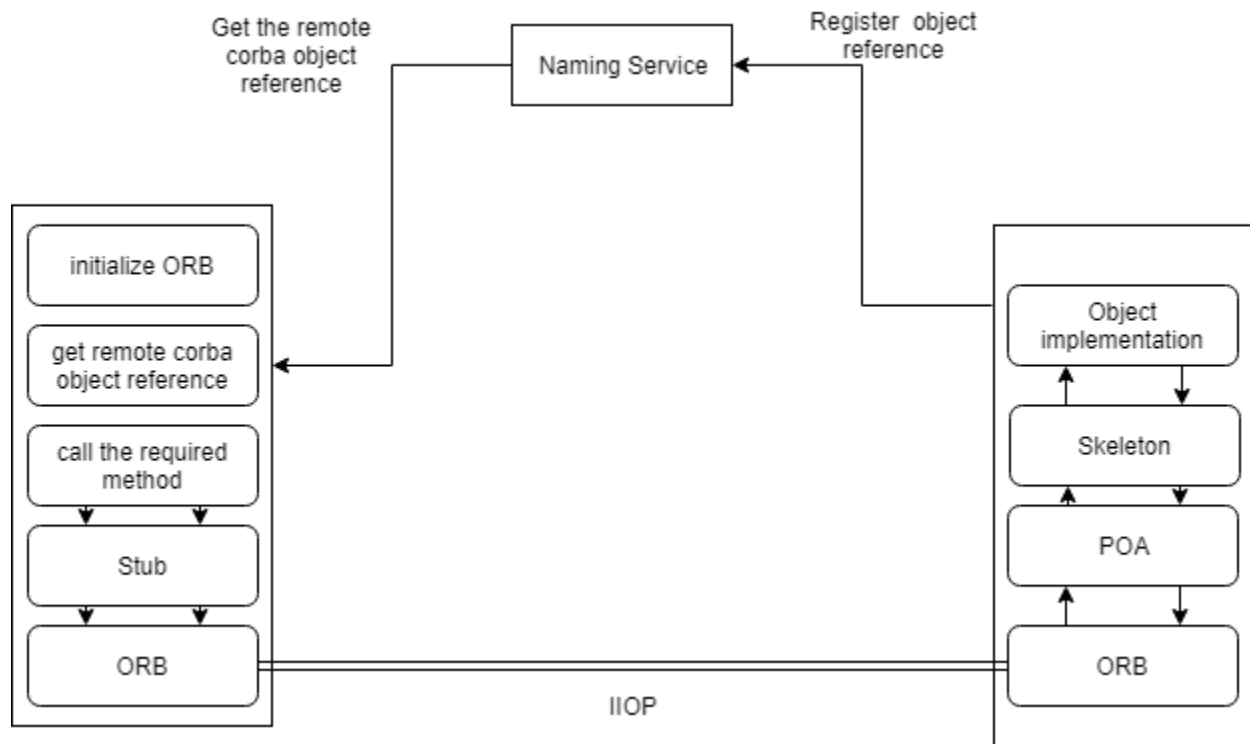 Get the remote
corba object
reference
Naming Service
Register object
reference
initialize ORB
get remote corba
object reference
call the required
method
Stub
ORB
Object
implementation
Skeleton
POA
ORB
IIOP